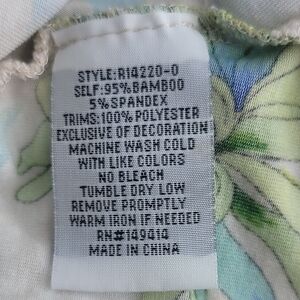 STYLE:R14220-0
SELF:95%BAMBOO
5%SPANDEX
TRIMS:100%POLYESTER
EXCLUSIVE OF DECORATION
MACHINE WASH COLD
WITH LIKE COLORS
NO BLEACH
TUMBLE DRY LOW
REMOVE PROMPTLY
WARM IRON IF NEEDED
RN#149414
MADE IN CHINA